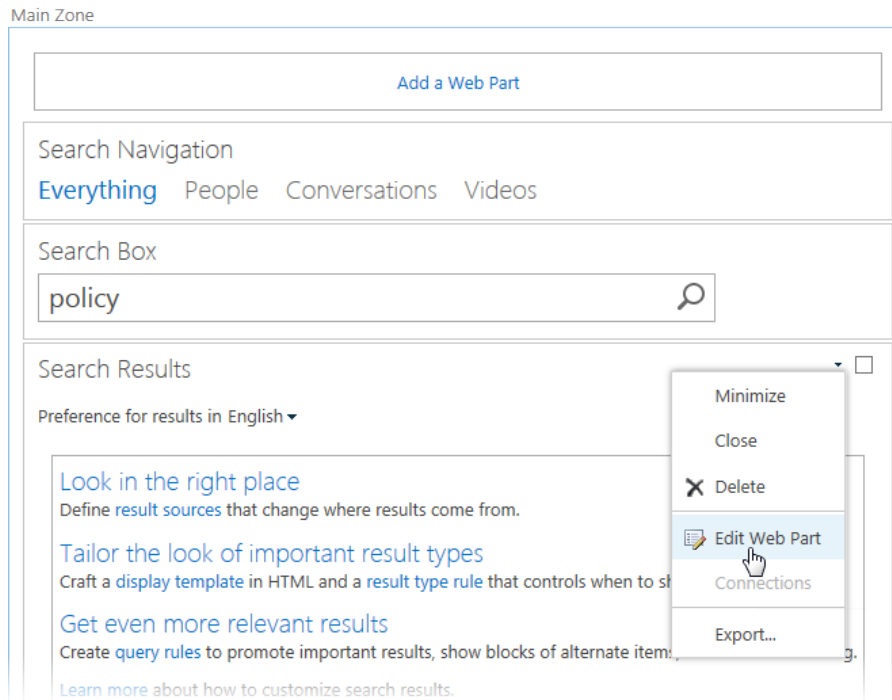 Main Zone
Add a Web Part
Search Navigation
Everything People Conversations Videos
Search Box
policy
Search Results
Preference for results in English
Minimize
Close
Delete
Edit Web Part
Connections
Export...
Look in the right place
Define result sources that change where results come from.
Tailor the look of important result types
Craft a display template in HTML and a result type rule that controls when to
Get even more relevant results
Create query rules to promote important results, show blocks of alternate
Learn more about how to customize search results.